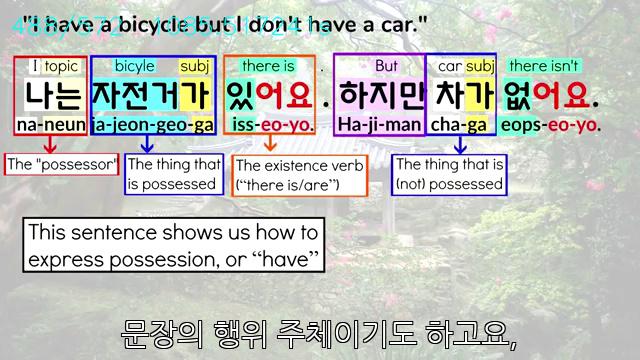 "I have a bicycle but I don't have a car."
I topic bicyle subj there is . But car subj there isn't
나는 자전거가 있어요. 하지만 차가 없어요.
na-neun ja-jeon-geo-ga iss-eo-yo. Ha-ji-man cha-ga eops-eo-yo.
The "possessor" The thing that is possessed The existence verb ("there is/are") The thing that is (not) possessed
This sentence shows us how to
express possession, or "have"
문장의 행위 주체이기도 하고요,